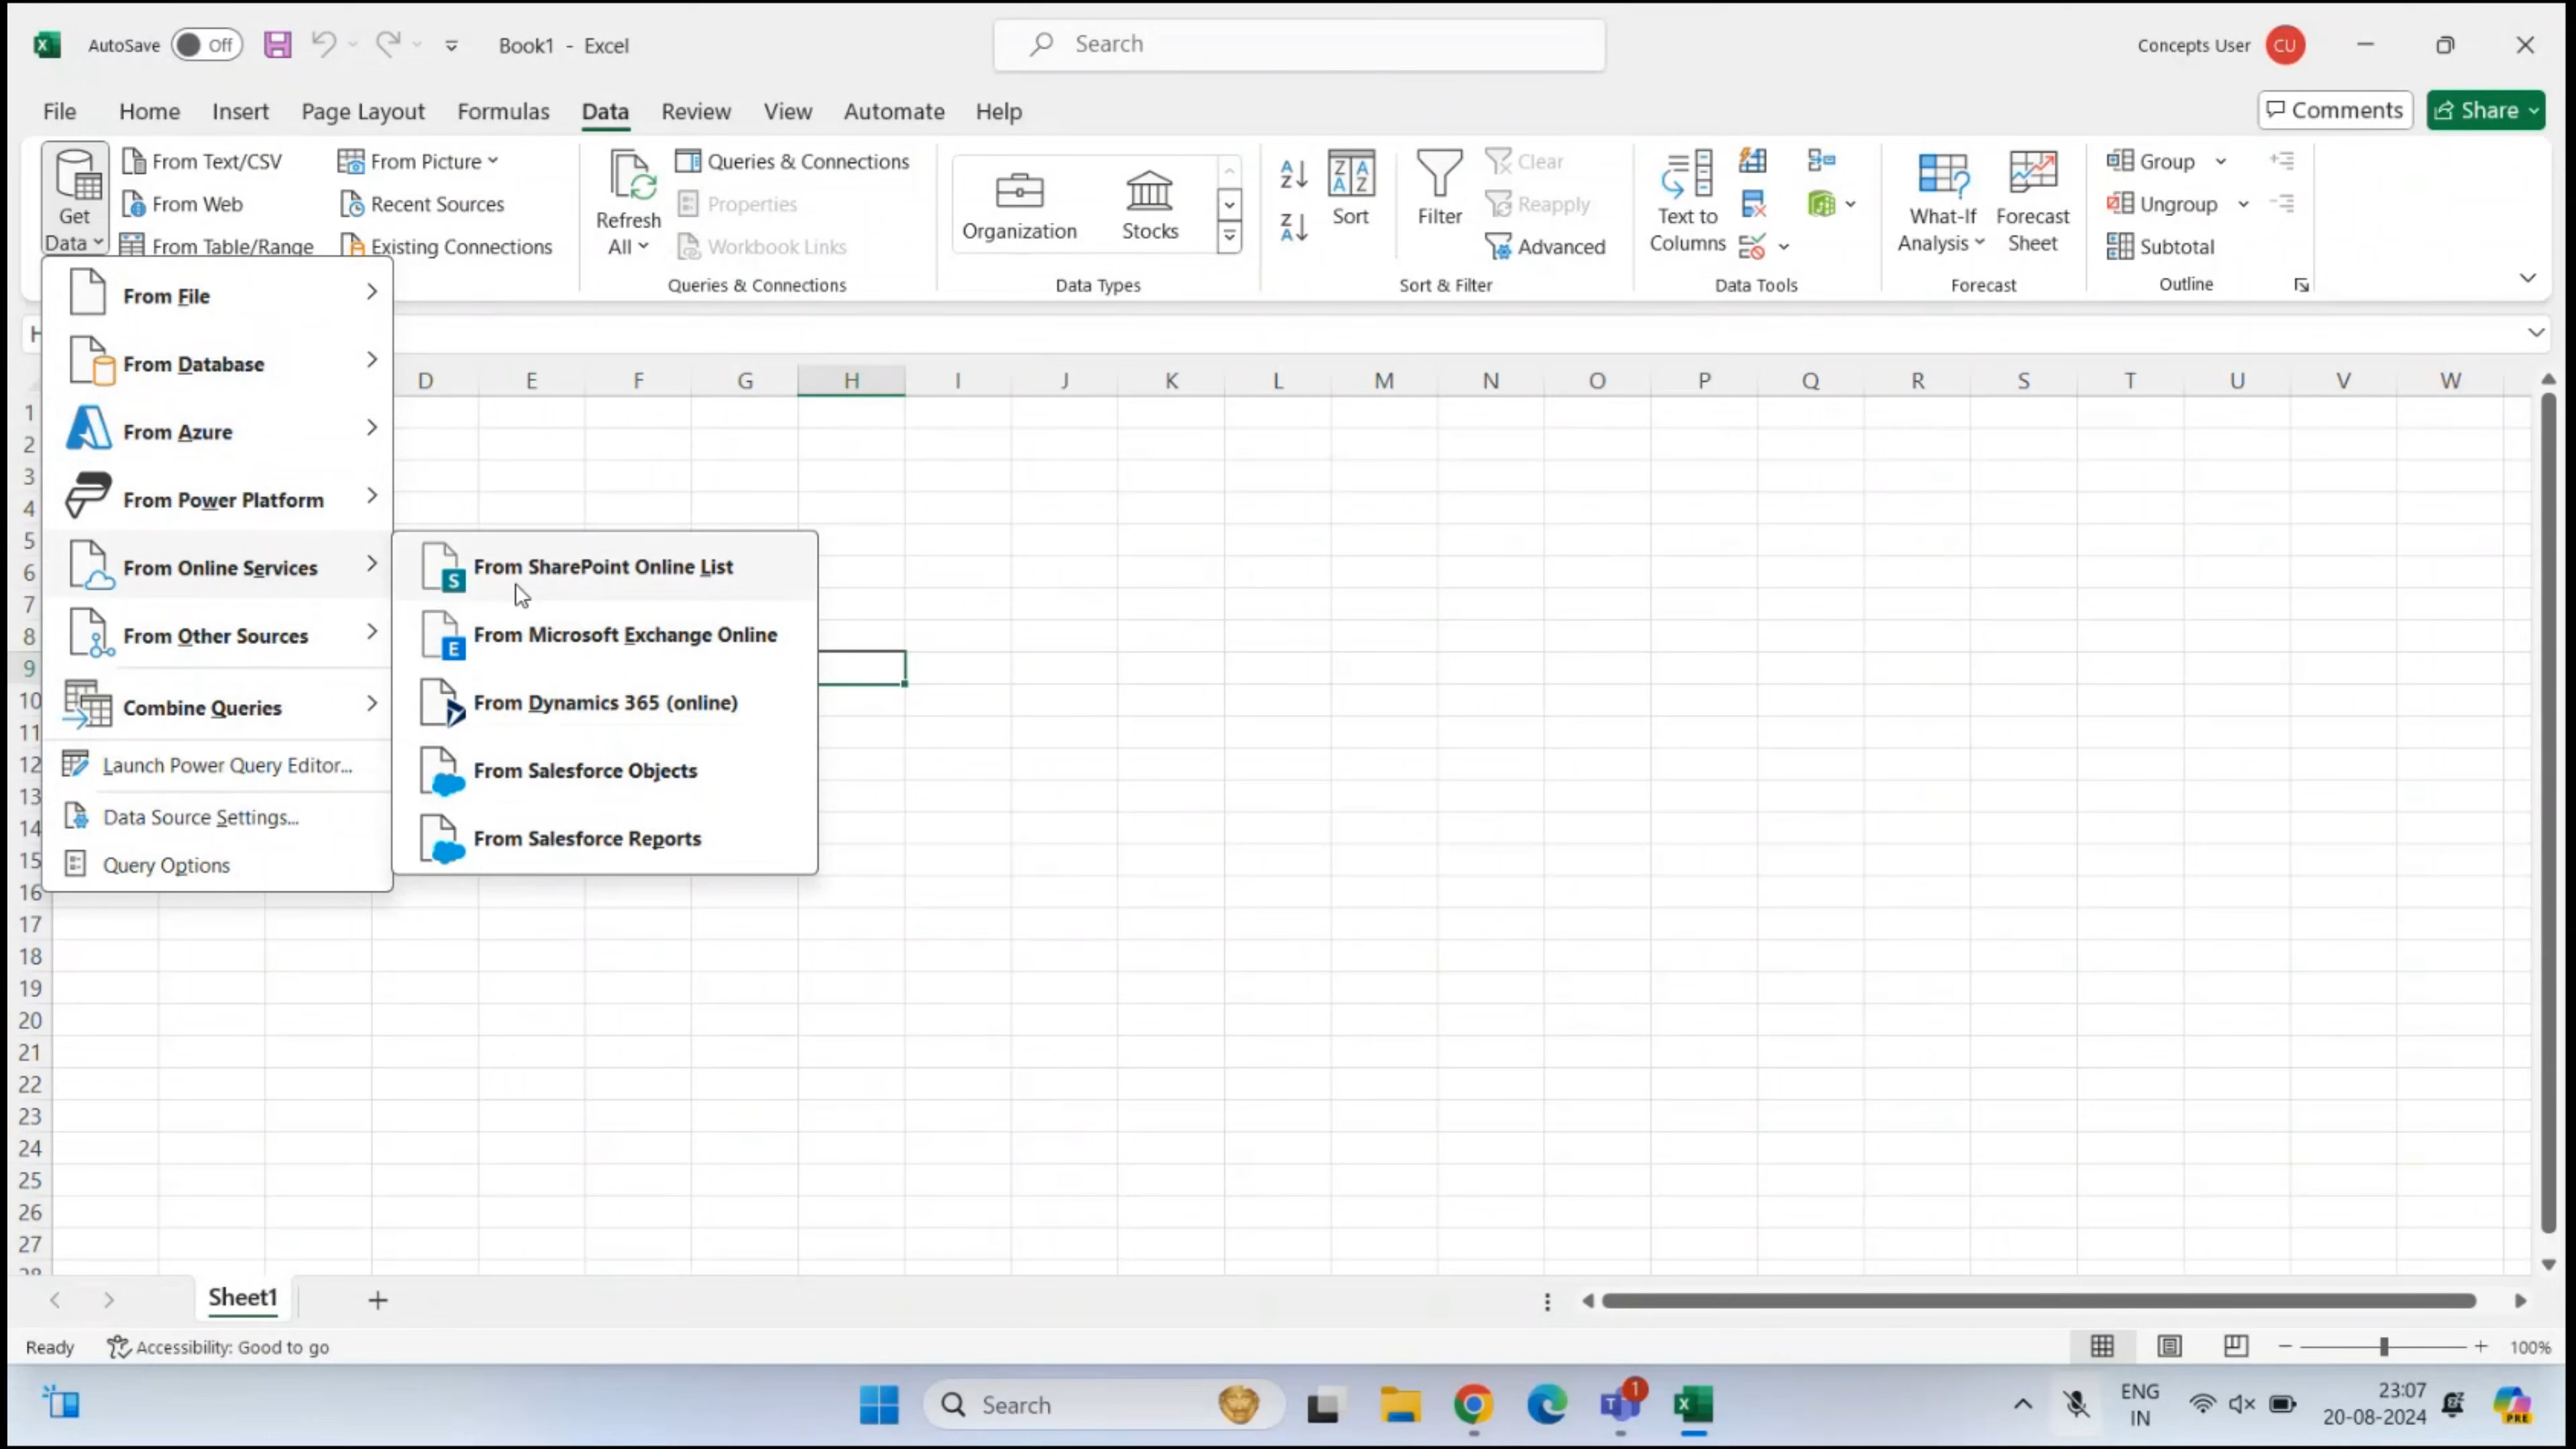 AutoSave Off Book1 - Excel Search Concepts User CU
File Home Insert Page Layout Formulas Data Review View Automate Help Comments Share
Get Data
From Text/CSV
From Web
From Table/Range
From Picture
Recent Sources
Existing Connections
Refresh All
Queries & Connections
Properties
Workbook Links
Queries & Connections
Organization
Stocks
Data Types
Sort
Filter
Clear
Reapply
Advanced
Sort & Filter
Text to Columns
Data Tools
What-If Analysis
Forecast Sheet
Forecast
Group
Ungroup
Subtotal
Outline
From File
From Database
From Azure
From Power Platform
From Online Services
From Other Sources
Combine Queries
Launch Power Query Editor...
Data Source Settings...
Query Options
From SharePoint Online List
From Microsoft Exchange Online
From Dynamics 365 (online)
From Salesforce Objects
From Salesforce Reports
D E F G H I J K L M N O P Q R S T U V W
1
2
3
4
5
6
7
8
9
10
11
12
13
14
15
16
17
18
19
20
21
22
23
24
25
26
27
Sheet1
Ready Accessibility: Good to go 100%
Search 1 ENG IN 23:07 20-08-2024 PRE